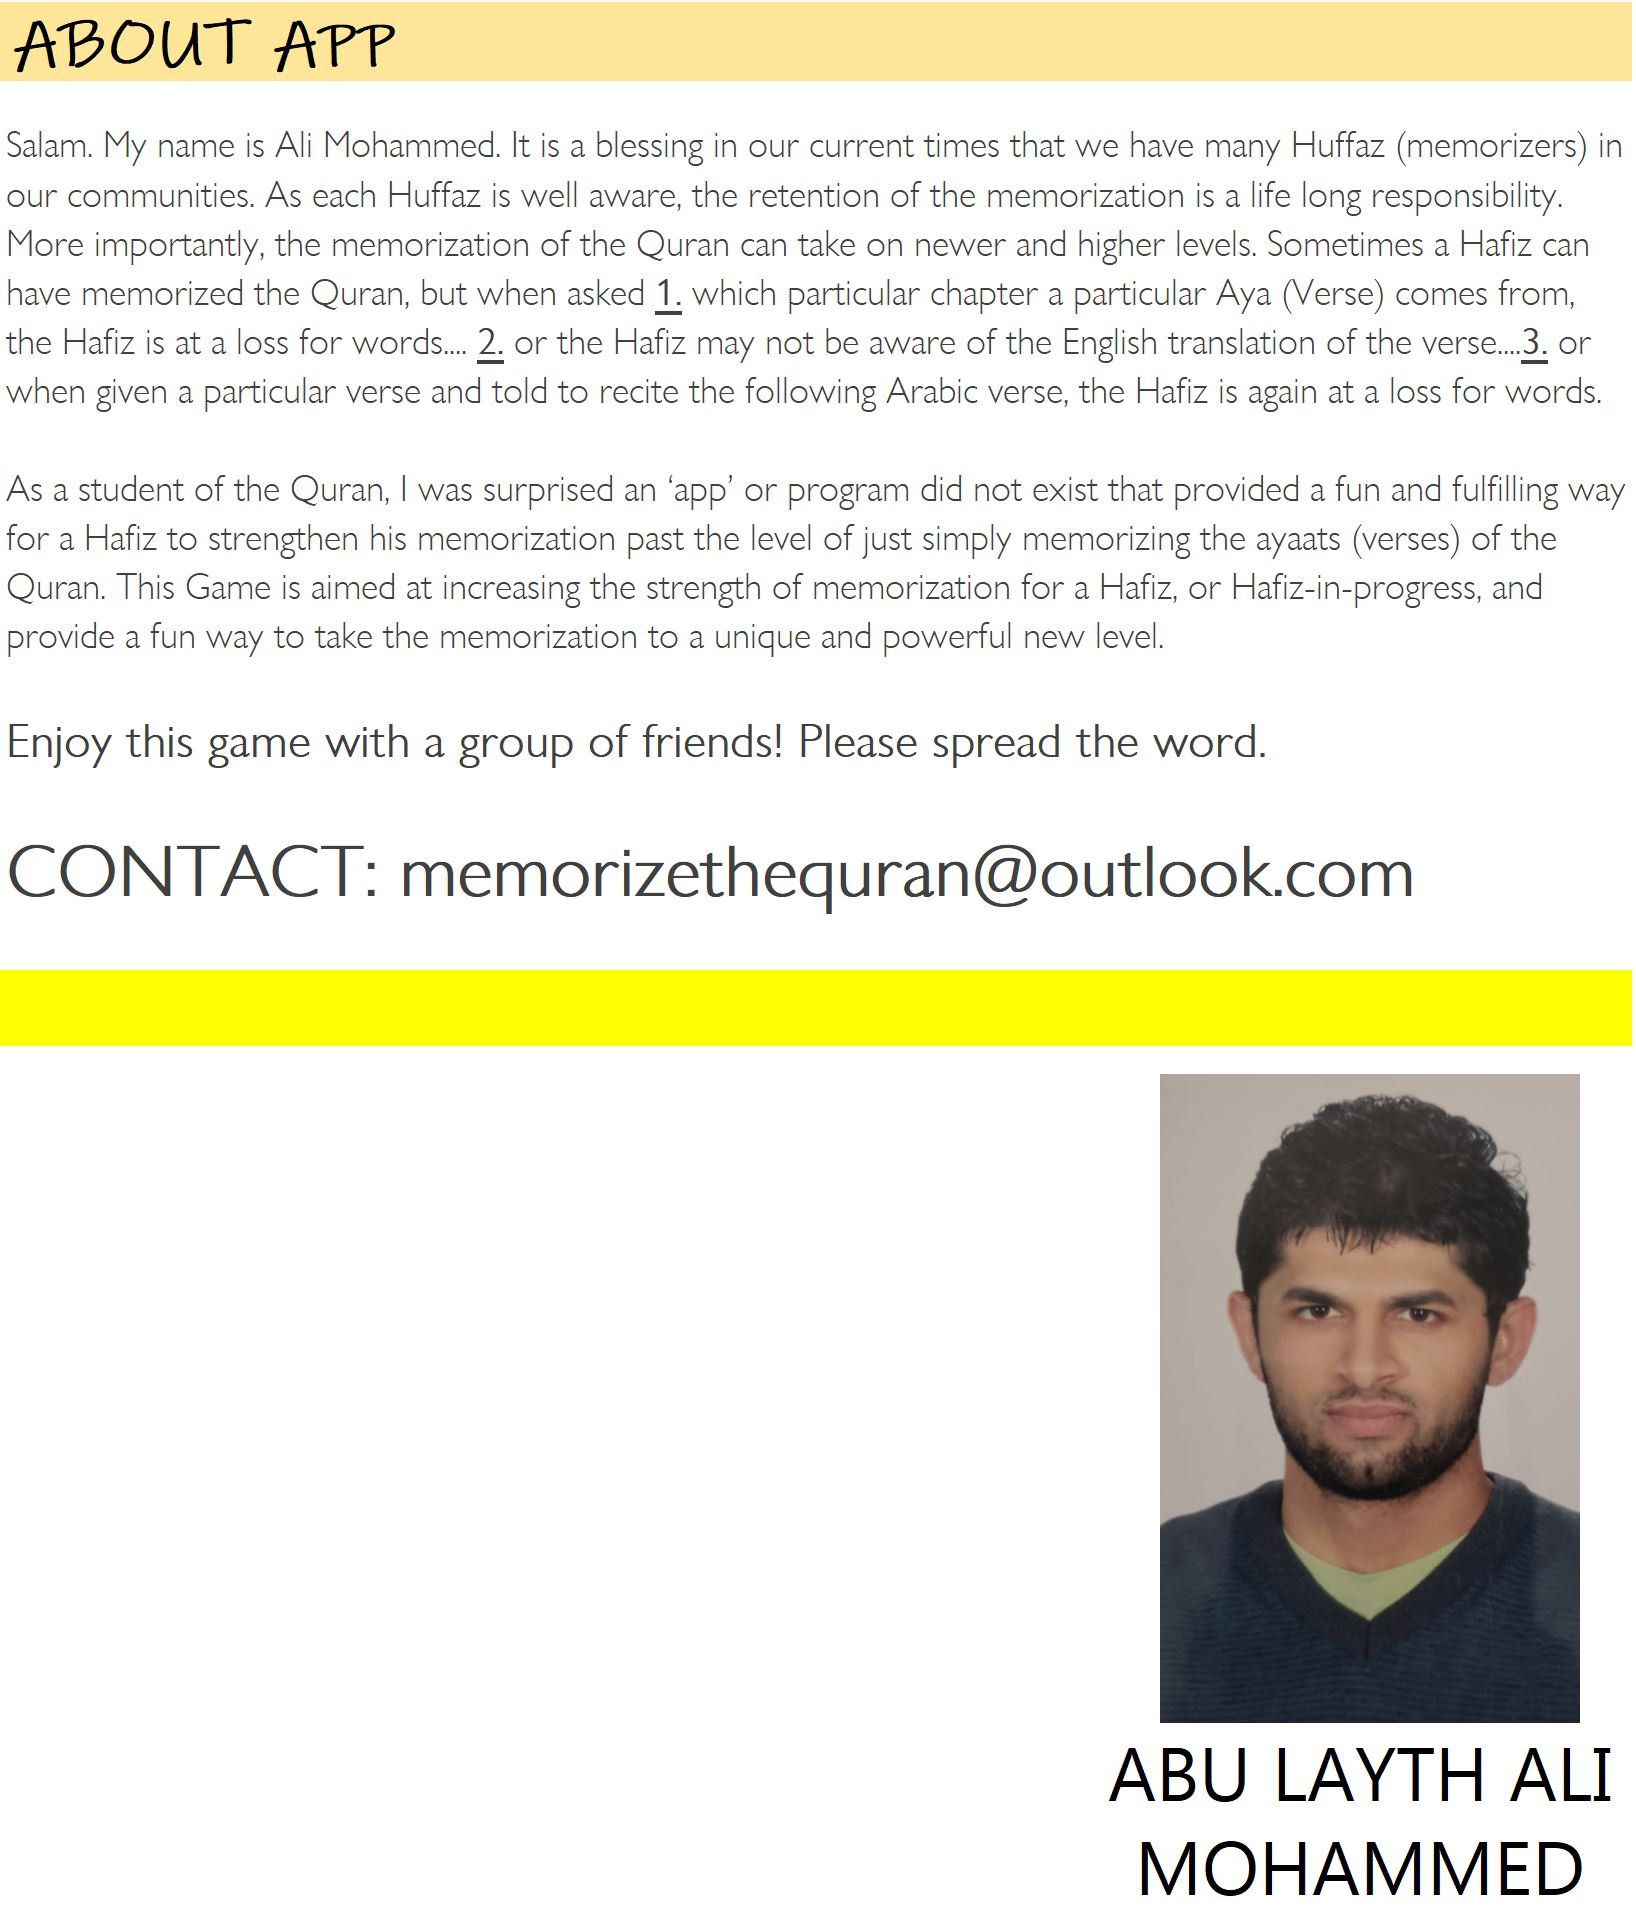 ABOUT APP
Salam. My name is Ali Mohammed. It is a blessing in our current times that we have many Huffaz (memorizers) in
our communities. As each Huffaz is well aware, the retention of the memorization is a life long responsibility.
More importantly, the memorization of the Quran can take on newer and higher levels. Sometimes a Hafiz can
have memorized the Quran, but when asked 1. which particular chapter a particular Aya (Verse) comes from,
the Hafiz is at a loss for words.... 2. or the Hafiz may not be aware of the English translation of the verse....3. or
when given a particular verse and told to recite the following Arabic verse, the Hafiz is again at a loss for words.
As a student of the Quran, I was surprised an ‘app’ or program did not exist that provided a fun and fulfilling way
for a Hafiz to strengthen his memorization past the level of just simply memorizing the ayaats (verses) of the
Quran. This Game is aimed at increasing the strength of memorization for a Hafiz, or Hafiz-in-progress, and
provide a fun way to take the memorization to a unique and powerful new level.
Enjoy this game with a group of friends! Please spread the word.
CONTACT: memorizethequran@outlook.com
ABU LAYTH ALI
MOHAMMED